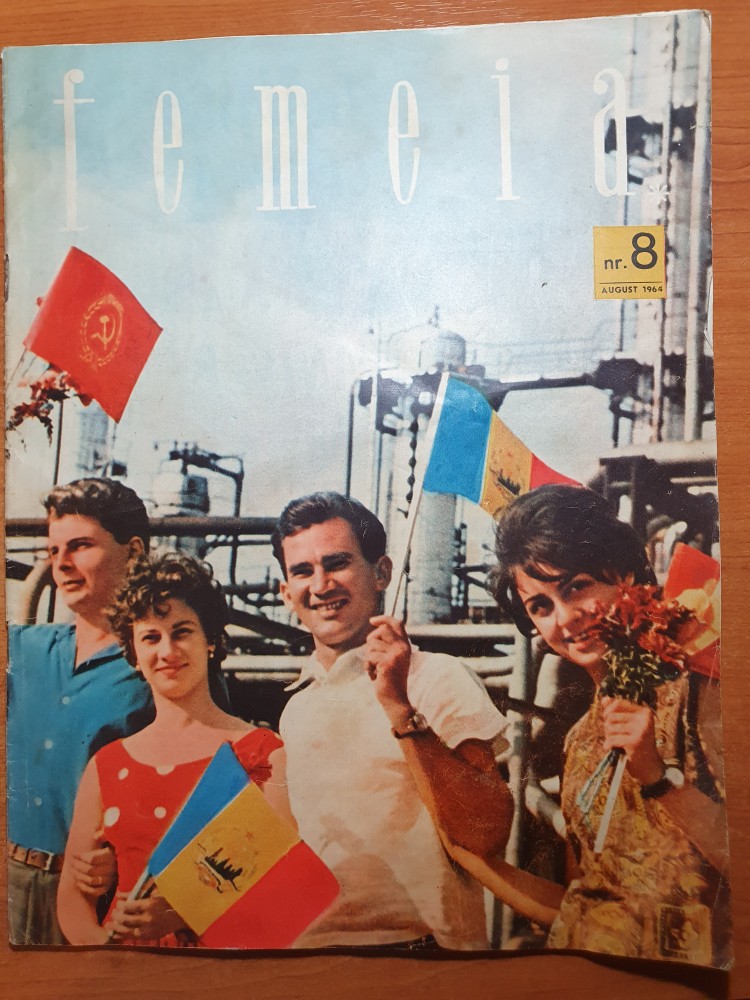 femeia
nr. 8
AUGUST 1964